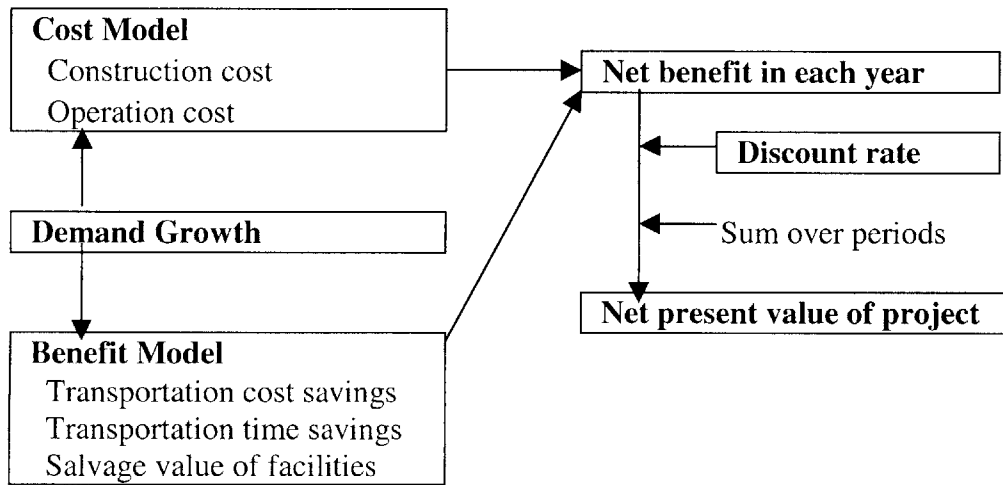 Cost Model
Construction cost
Operation cost
Demand Growth
Benefit Model
Transportation cost savings
Transportation time savings
Salvage value of facilities
Net benefit in each year
Discount rate
Sum over periods
Net present value of project